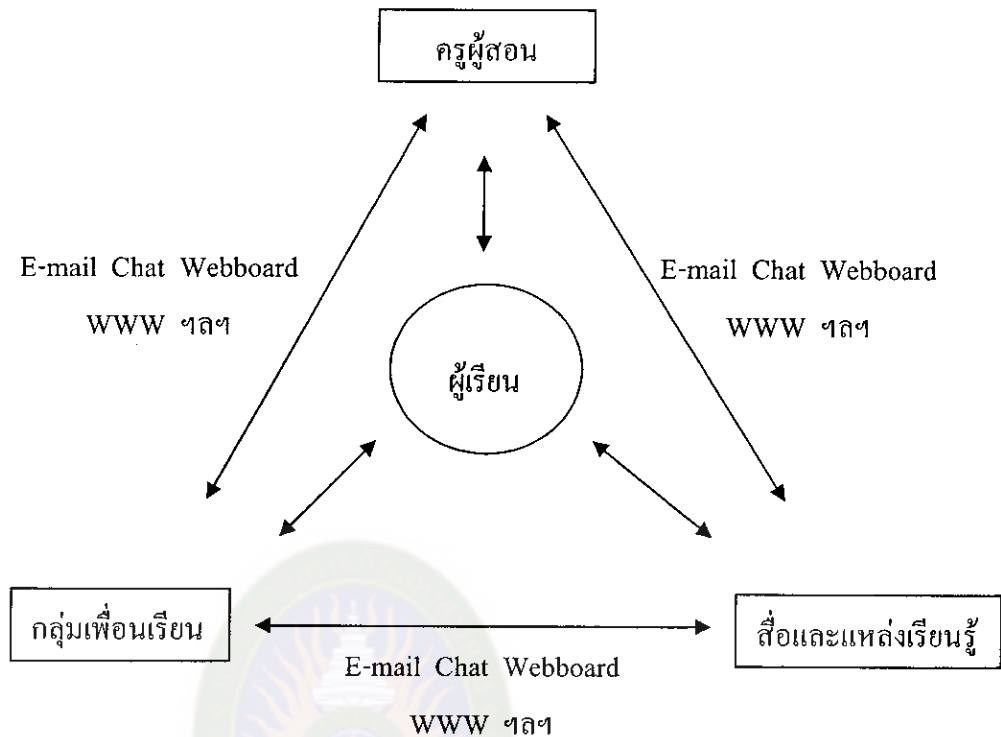 ครูผู้สอน
E-mail Chat Webboard
WWW ฯลฯ
E-mail Chat Webboard
WWW ฯลฯ
ผู้เรียน
กลุ่มเพื่อนเรียน
สื่อและแหล่งเรียนรู้
E-mail Chat Webboard
WWW ฯลฯ